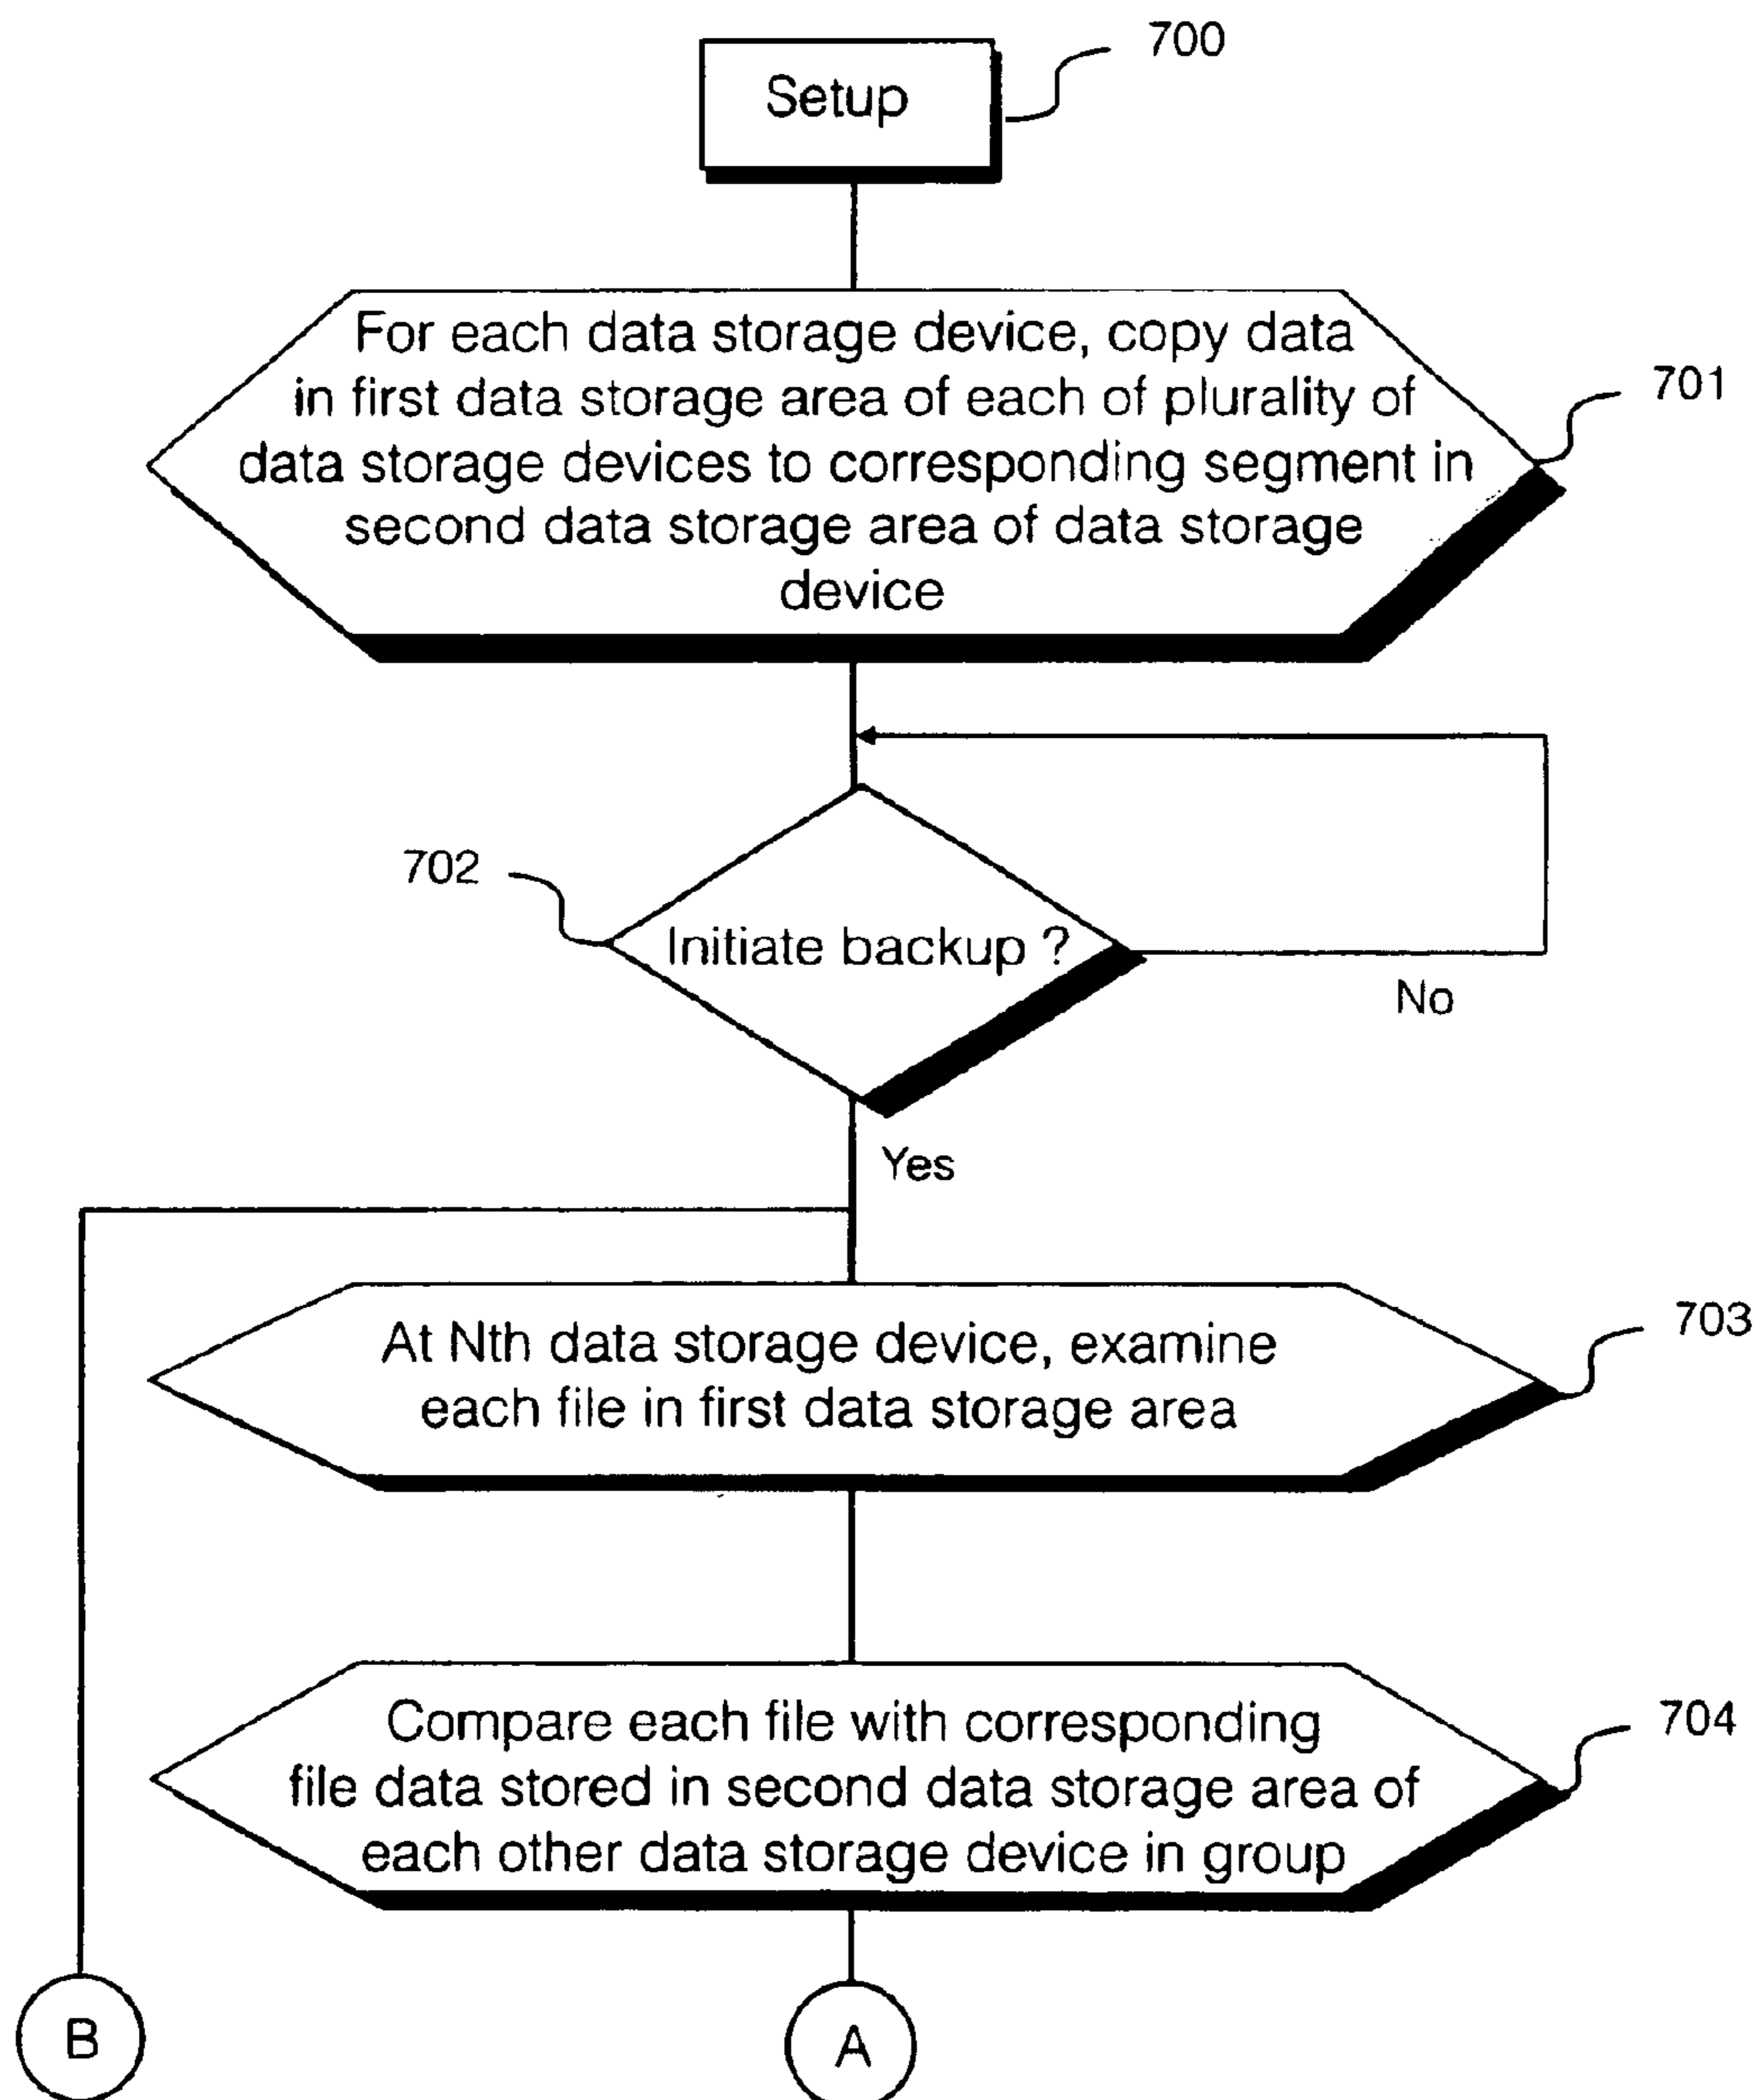 700
Setup
For each data storage device, copy data
in first data storage area of each of plurality of
data storage devices to corresponding segment in
second data storage area of data storage
device
701
702
Initiate backup ?
No
Yes
At Nth data storage device, examine
each file in first data storage area
703
Compare each file with corresponding
file data stored in second data storage area of
each other data storage device in group
704
B
A